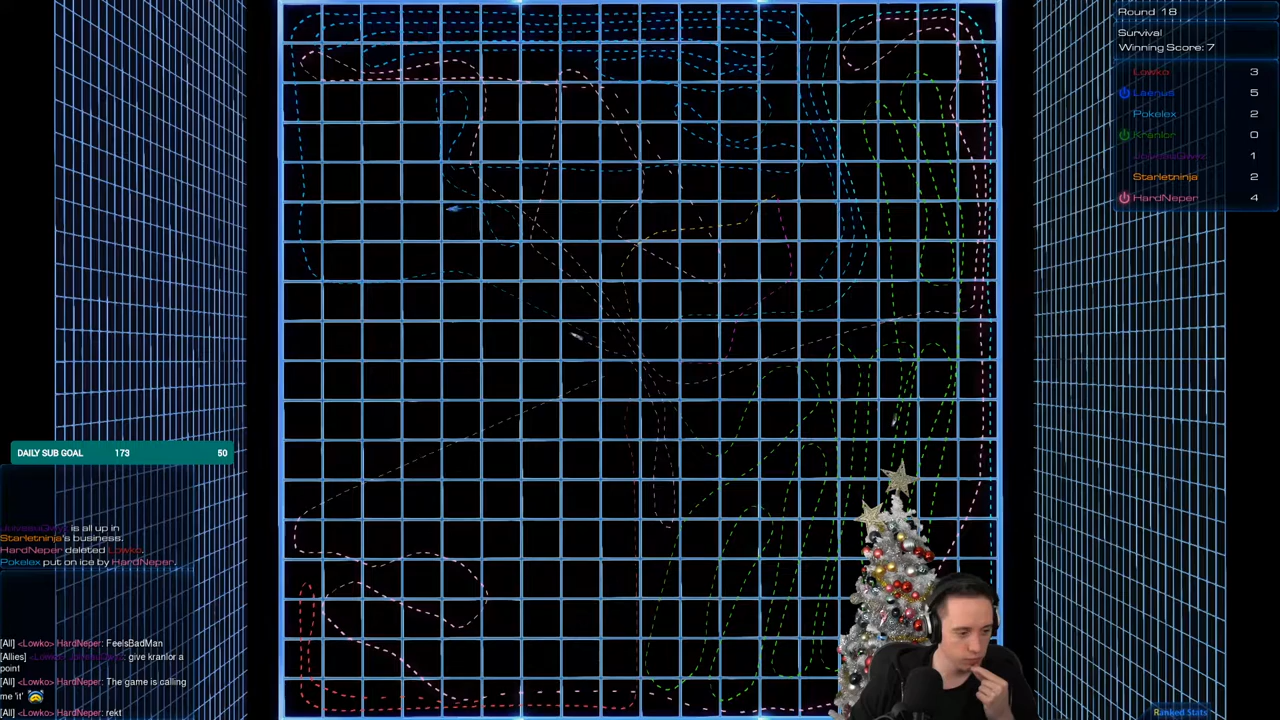 Round 18
Survival
Winning Score: 7
Lowko 3
Laenus 5
Pokelex 2
Kranlor 0
1
Starletninja 2
HardNeper 4
DAILY SUB GOAL 173 50
is all up in
Starletninja's business.
HardNeper deleted Lowko.
Pokelex put on ice by HardNeper.
[All] <Lowko> HardNeper: FeelsBadMan
[Allies] <Lowko> give kranlor a
point
[All] <Lowko> HardNeper: The game is calling
me 'it'
[All] <Lowko> HardNeper: rekt
Ranked Stats